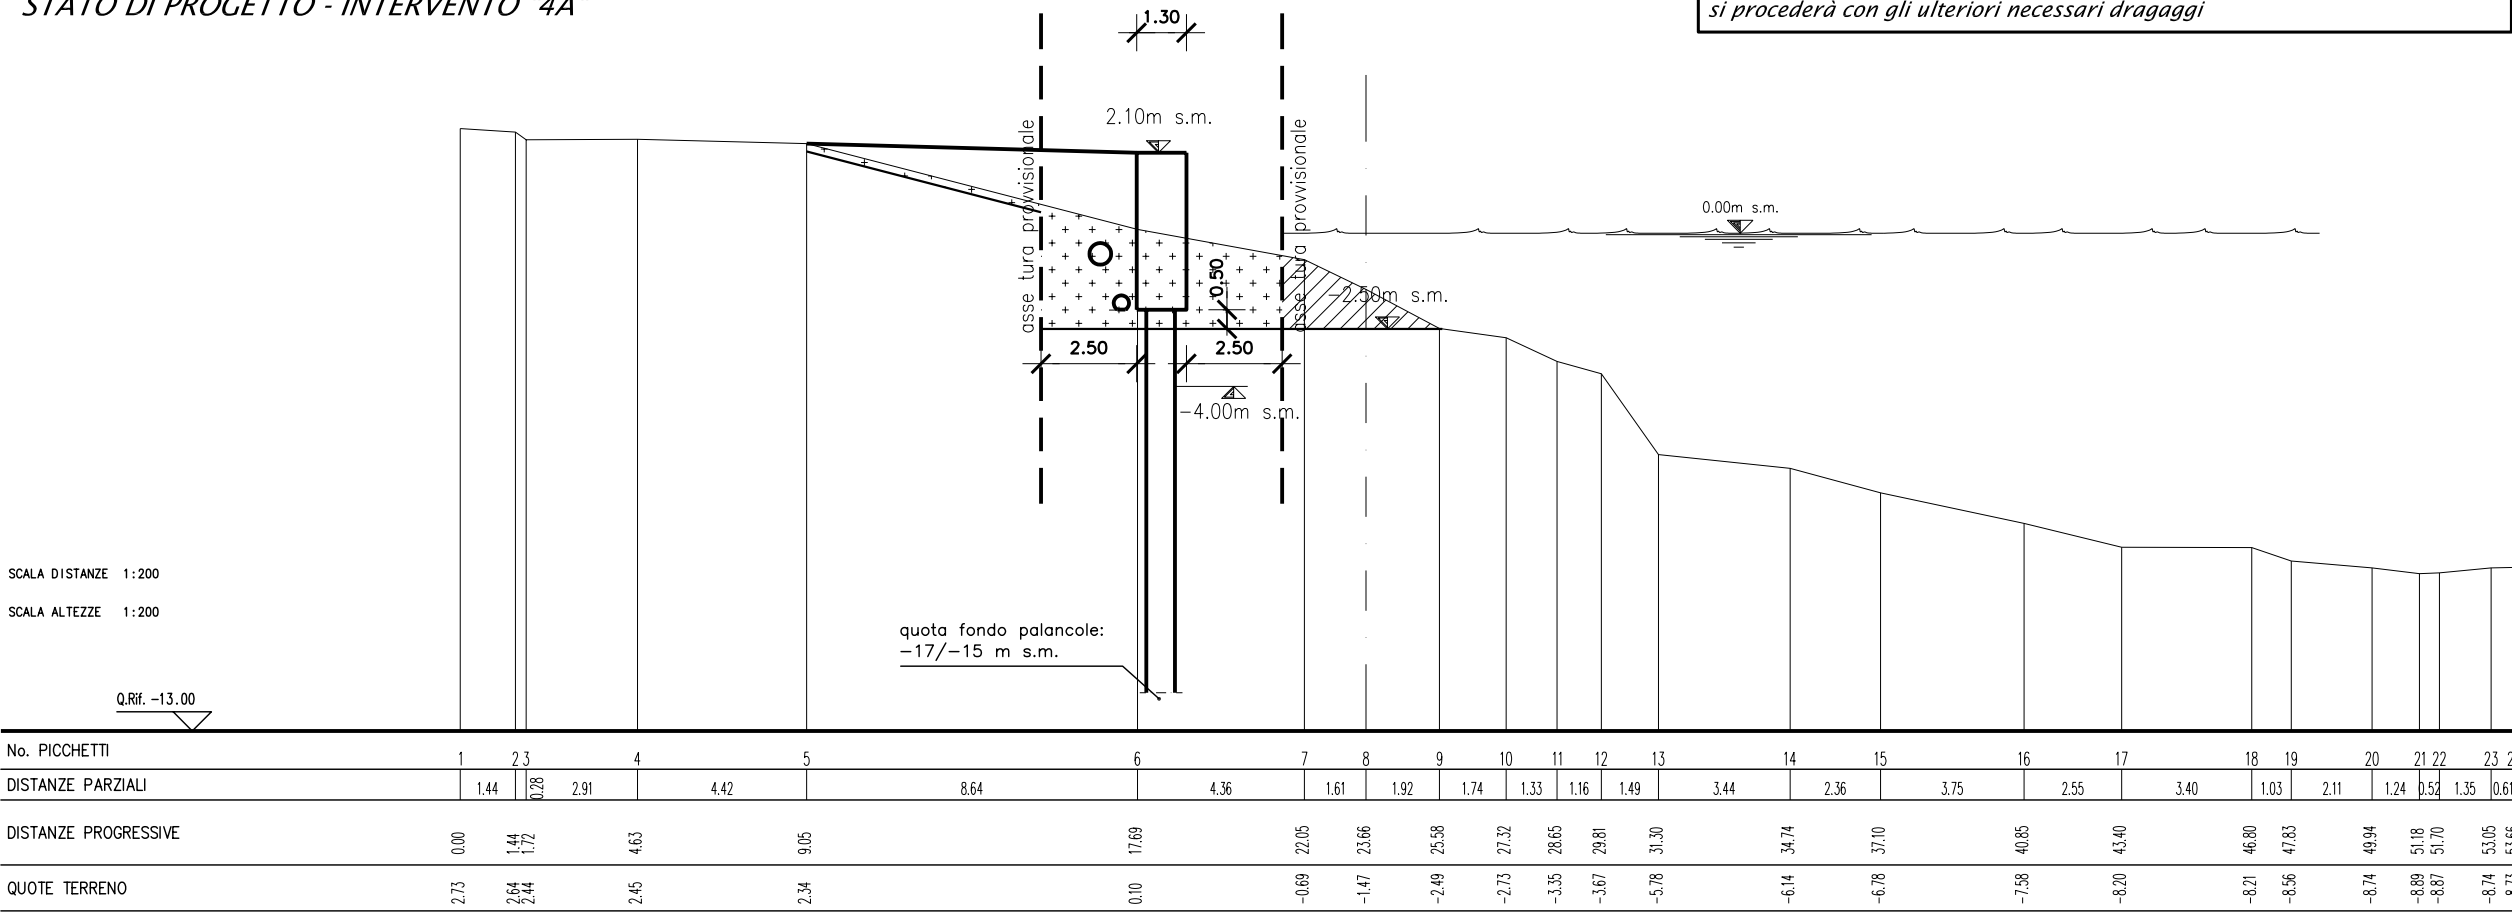 STATO DI PROGETTO - INTERVENTO "4A"
si procederà con gli ulteriori necessari dragaggi
1.30
2.10m s.m.
asse tura provvisionale
asse tura provvisionale
0.00m s.m.
0.50
-2.50m s.m.
2.50
2.50
-4.00m s.m.
SCALA DISTANZE 1:200
SCALA ALTEZZE 1:200
quota fondo palancole:
-17/-15 m s.m.
Q.Rif. -13.00
No. PICCHETTI 1 2 3 4 5 6 7 8 9 10 11 12 13 14 15 16 17 18 19 20 21 22 23
DISTANZE PARZIALI 1.44 0.28 2.91 4.42 8.64 4.36 1.61 1.92 1.74 1.33 1.16 1.49 3.44 2.36 3.75 2.55 3.40 1.03 2.11 1.24 0.52 1.35 0.61
DISTANZE PROGRESSIVE 0.00 1.44 1.72 4.63 9.05 17.69 22.05 23.66 25.58 27.32 28.65 29.81 31.30 34.74 37.10 40.85 43.40 46.80 47.83 49.94 51.18 51.70 53.05 53.66
QUOTE TERRENO 2.73 2.64 2.44 2.45 2.34 0.10 -0.69 -1.47 -2.49 -2.73 -3.35 -3.67 -5.78 -6.14 -6.78 -7.58 -8.20 -8.21 -8.56 -8.74 -8.89 -8.87 -8.74